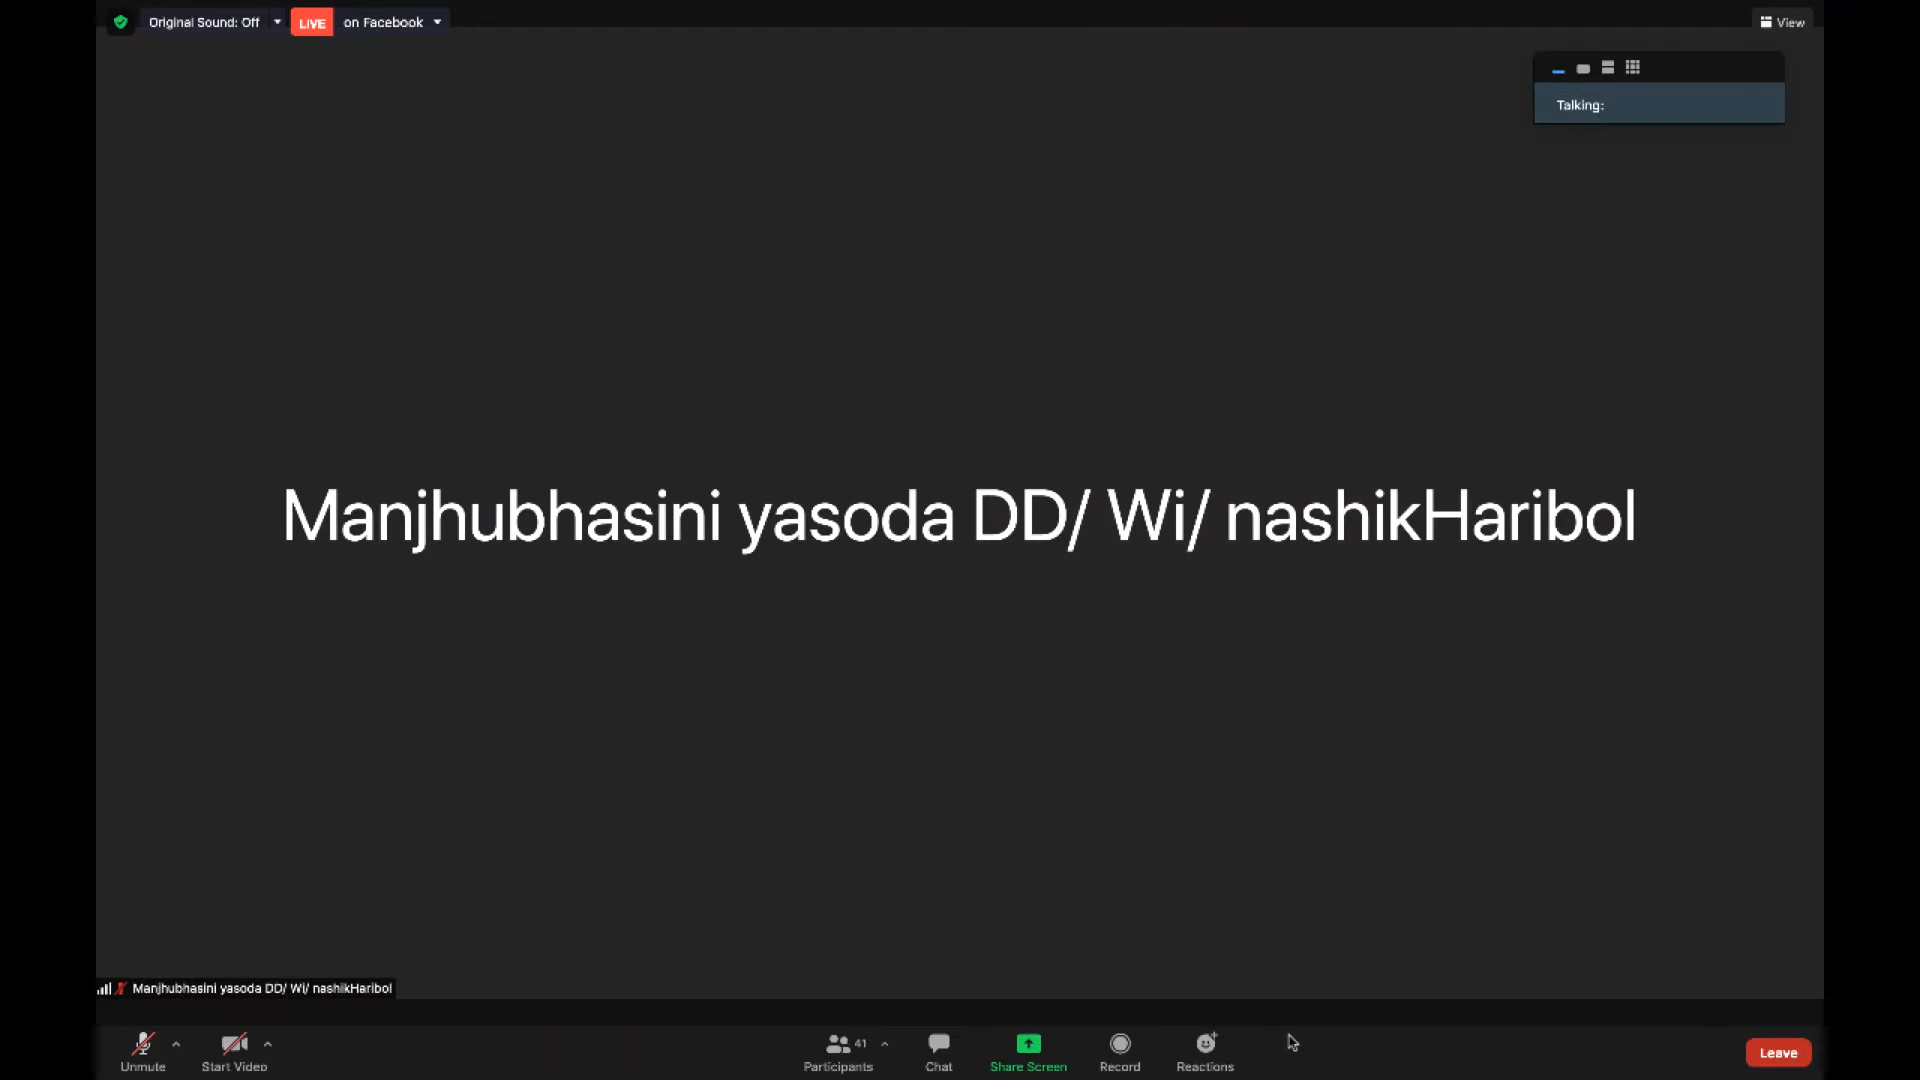 Original Sound: Off LIVE on Facebook View
Talking:
Manjhubhasini yasoda DD/ Wi/ nashikHaribol
Manjhubhasini yasoda DD/ Wi/ nashikHaribol
41
Unmute Start Video Participants Chat Share Screen Record Reactions Leave